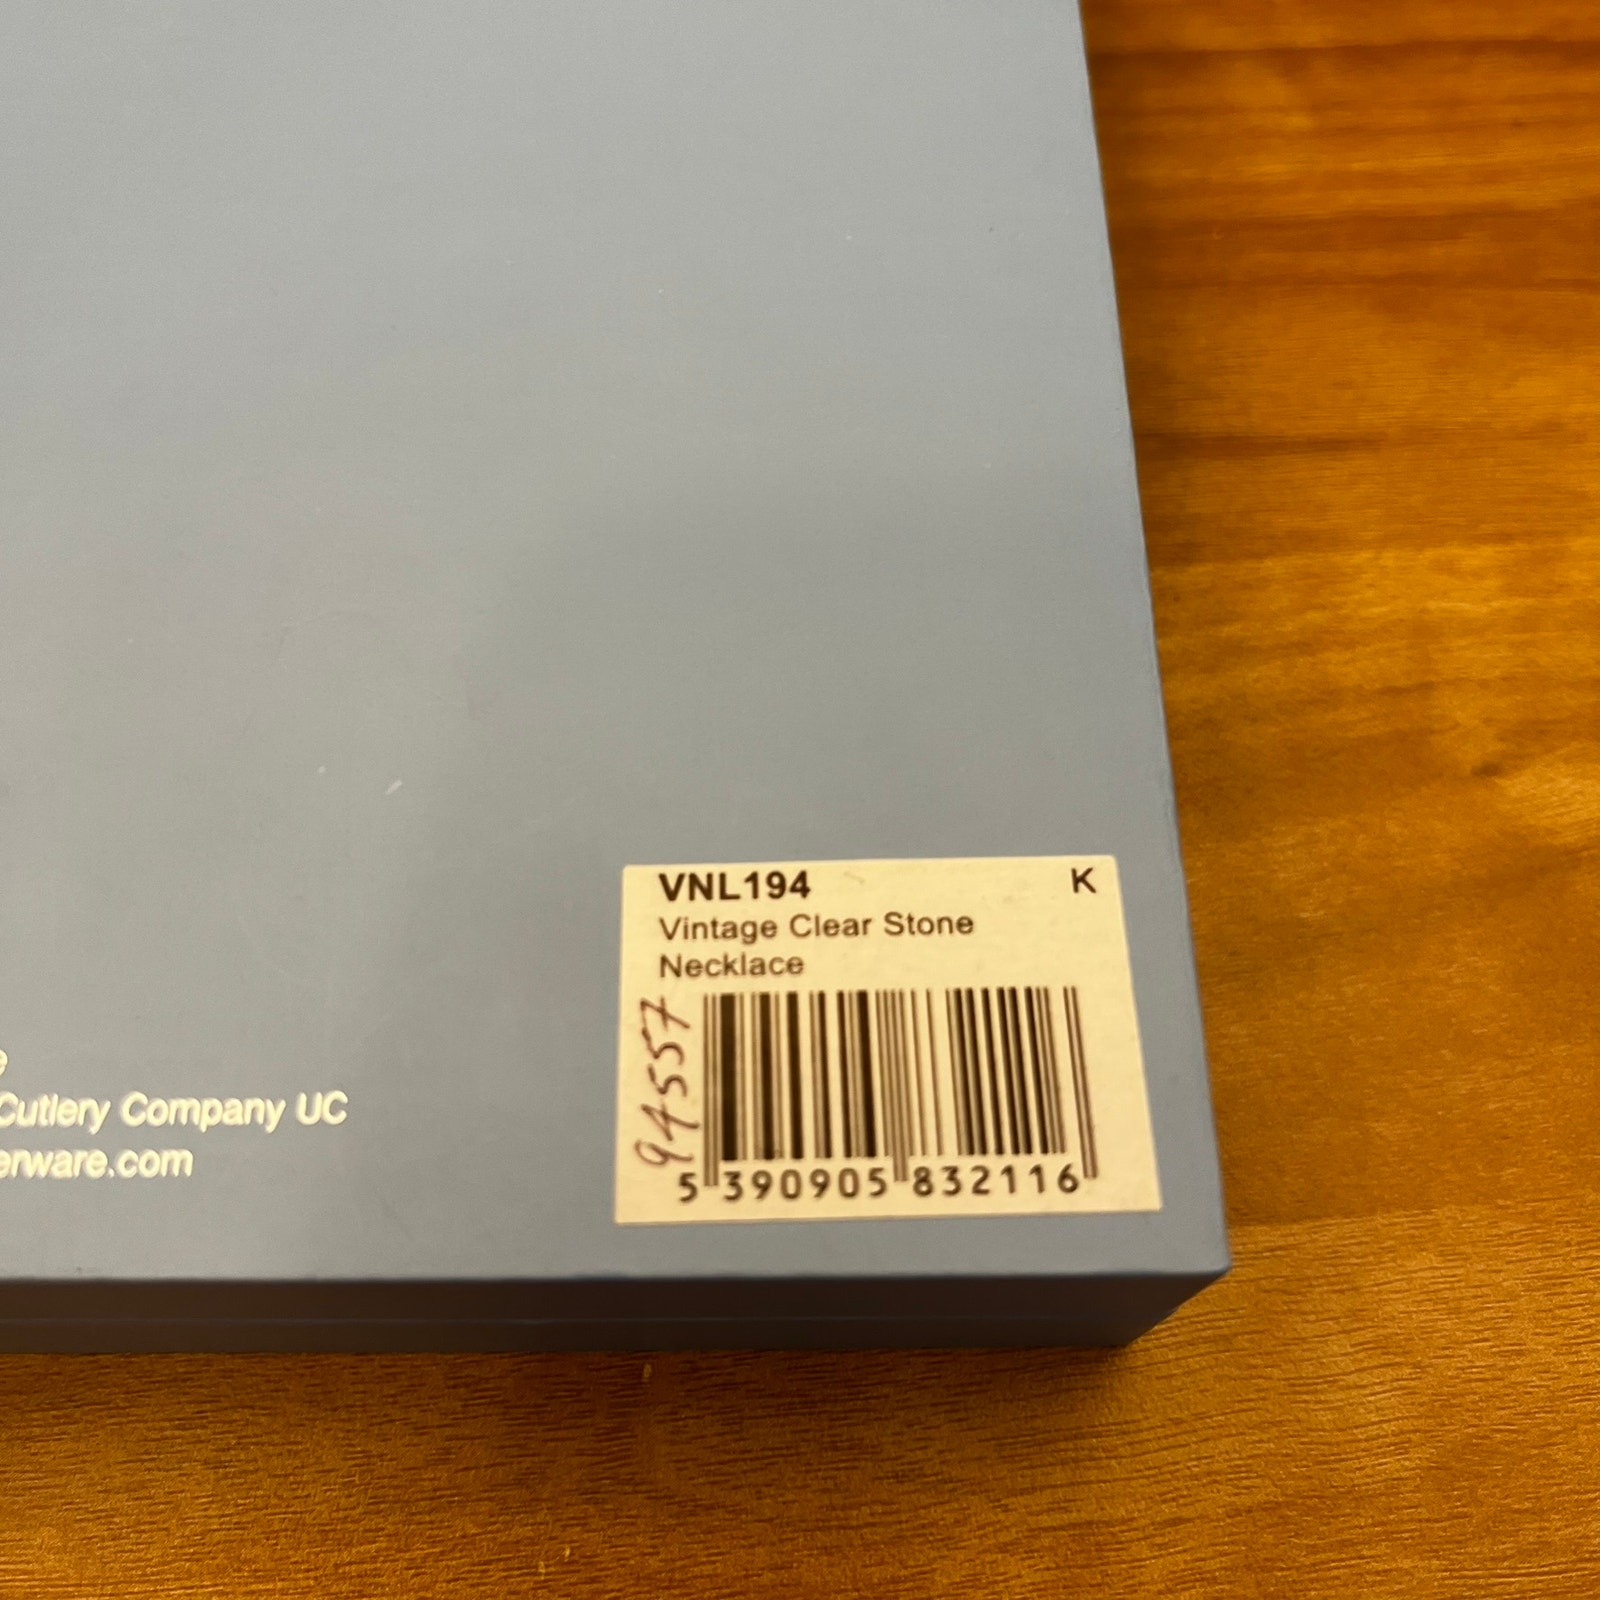 VNL194 K
Vintage Clear Stone
Necklace
94557
5 390905 832116
e
Cutlery Company UC
erware.com